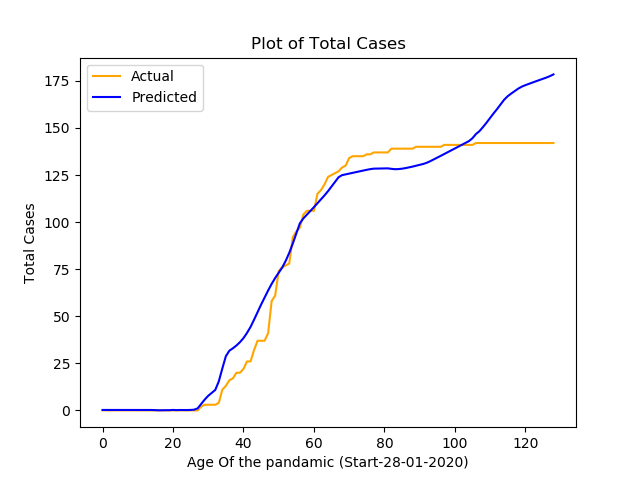 Plot of Total Cases
Actual
Predicted
175
150
125
100
75
50
25
0
Total Cases
0 20 40 60 80 100 120
Age Of the pandamic (Start-28-01-2020)